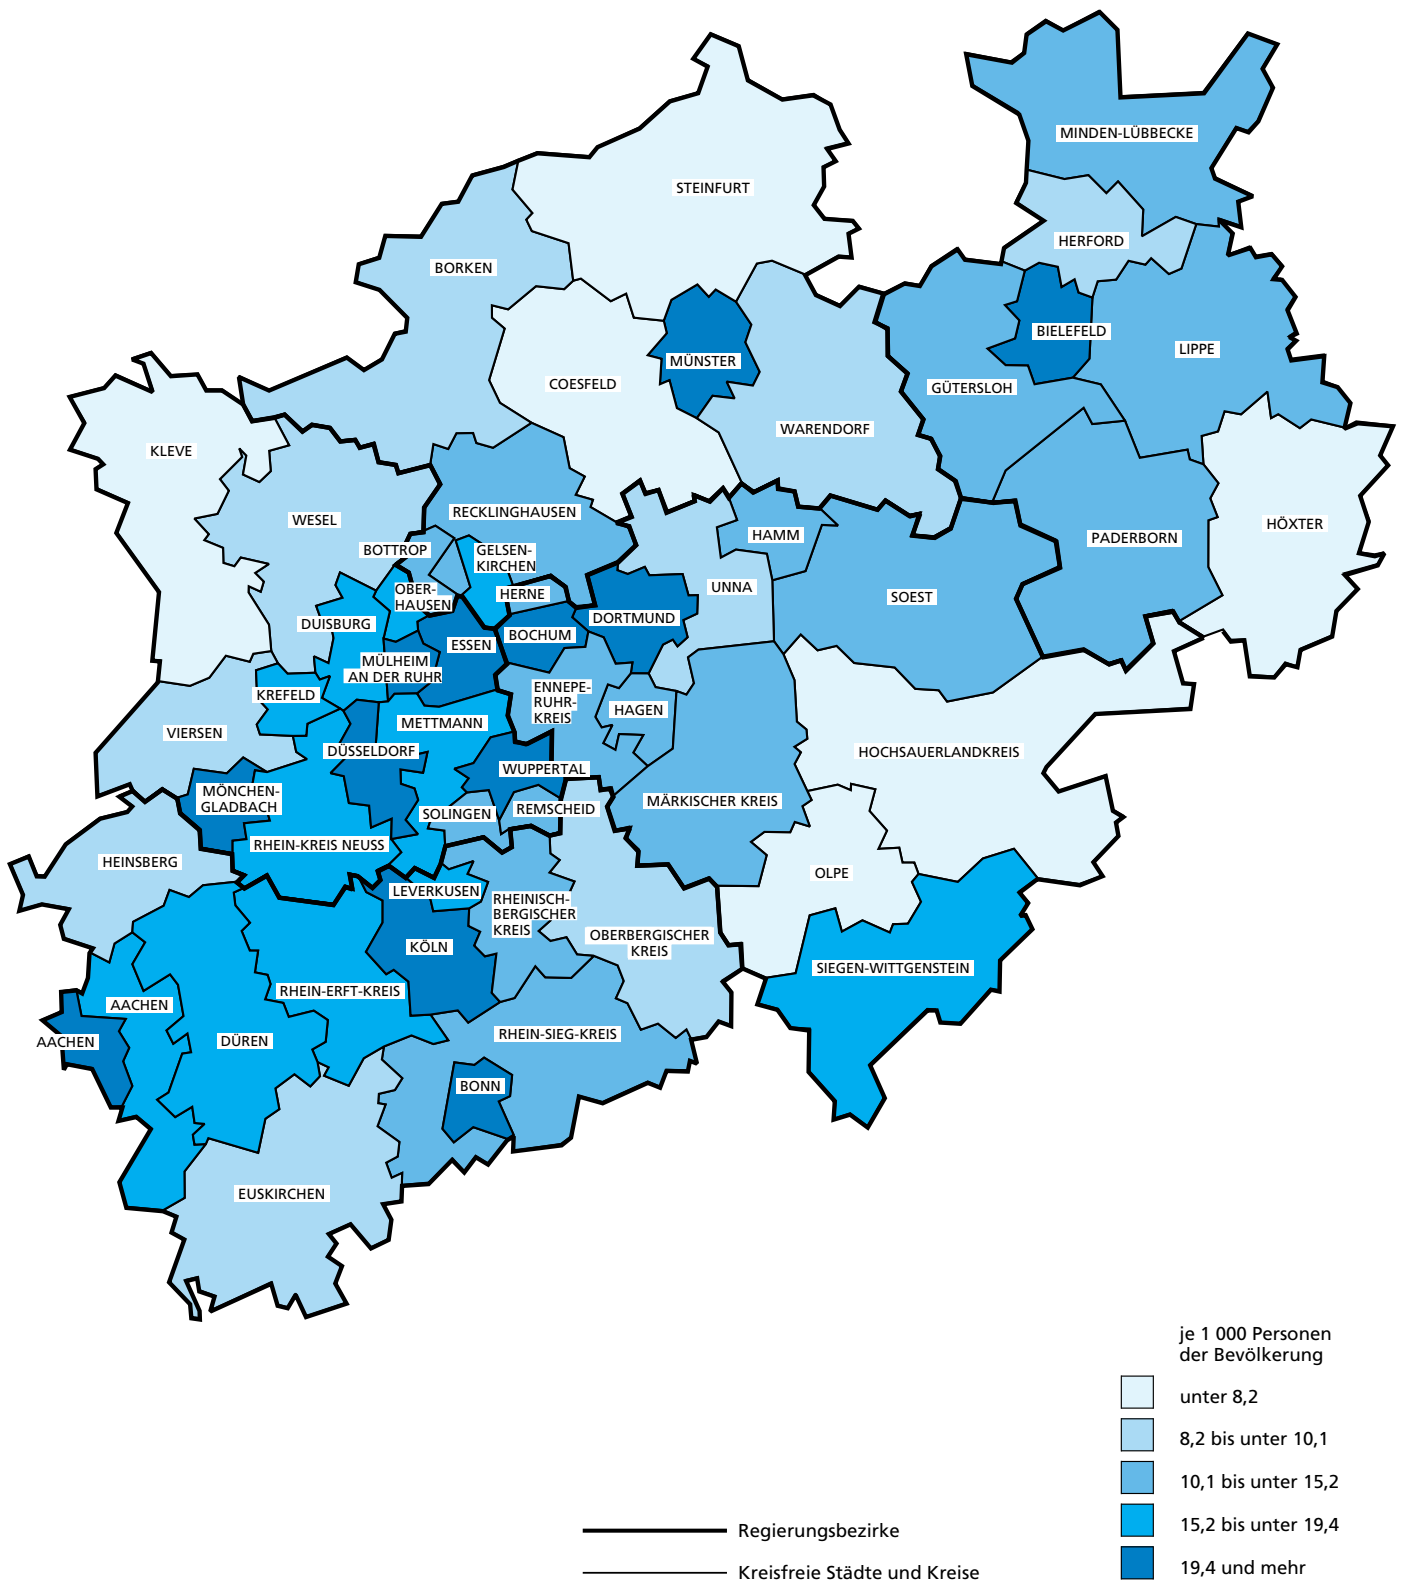 MINDEN-LÜBBECKE
STEINFURT
HERFORD
BORKEN
BIELEFELD
LIPPE
MÜNSTER
COESFELD
GÜTERSLOH
WARENDORF
KLEVE
RECKLINGHAUSEN
WESEL
HÖXTER
HAMM
PADERBORN
BOTTROP
GELSEN-
KIRCHEN
UNNA
OBER-
HAUSEN
HERNE
SOEST
DORTMUND
DUISBURG
BOCHUM
ESSEN
MÜLHEIM
AN DER RUHR
KREFELD
ENNEPE-
RUHR-
KREIS
HAGEN
METTMANN
VIERSEN
DÜSSELDORF
HOCHSAUERLANDKREIS
WUPPERTAL
MÖNCHEN-
GLADBACH
MÄRKISCHER KREIS
REMSCHEID
SOLINGEN
RHEIN-KREIS NEUSS
HEINSBERG
OLPE
LEVERKUSEN
RHEINISCH-
BERGISCHER
KREIS
OBERBERGISCHER
KREIS
KÖLN
SIEGEN-WITTGENSTEIN
RHEIN-ERFT-KREIS
AACHEN
RHEIN-SIEG-KREIS
AACHEN
DÜREN
BONN
EUSKIRCHEN
je 1 000 Personen
der Bevölkerung
unter 8,2
8,2 bis unter 10,1
10,1 bis unter 15,2
15,2 bis unter 19,4
19,4 und mehr
Regierungsbezirke
Kreisfreie Städte und Kreise